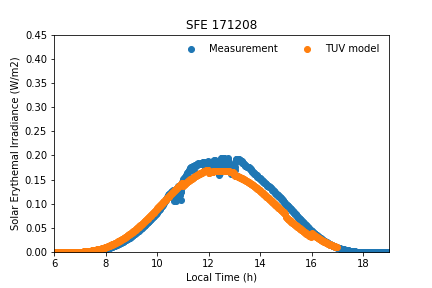 SFE 171208
Solar Erythemal Irradiance (W/m2)
0.45
0.40
0.35
0.30
0.25
0.20
0.15
0.10
0.05
0.00
Measurement
TUV model
6 8 10 12 14 16 18
Local Time (h)